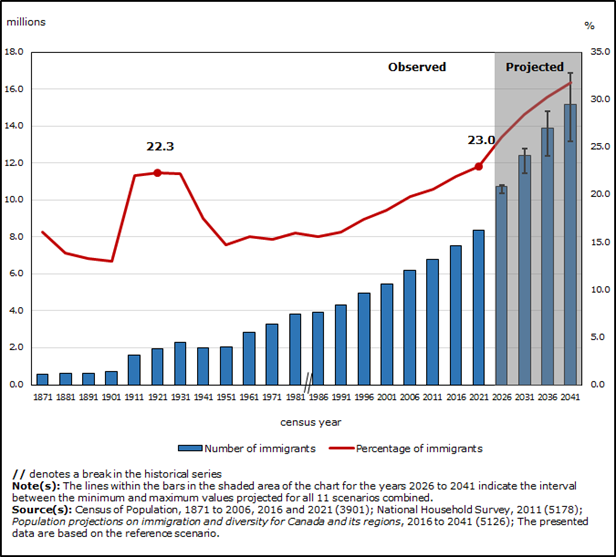 millions %
18.0 35.0
Observed Projected
16.0 30.0
14.0
22.3 23.0 25.0
12.0
10.0 20.0
8.0 15.0
6.0
10.0
4.0
2.0 5.0
0.0 0.0
1871 1881 1891 1901 1911 1921 1931 1941 1951 1961 1971 1981 // 1986 1991 1996 2001 2006 2011 2016 2021 2026 2031 2036 2041
census year
Number of immigrants Percentage of immigrants
// denotes a break in the historical series
Note(s): The lines within the bars in the shaded area of the chart for the years 2026 to 2041 indicate the interval
between the minimum and maximum values projected for all 11 scenarios combined.
Source(s): Census of Population, 1871 to 2006, 2016 and 2021 (3901); National Household Survey, 2011 (5178);
Population projections on immigration and diversity for Canada and its regions, 2016 to 2041 (5126); The presented
data are based on the reference scenario.